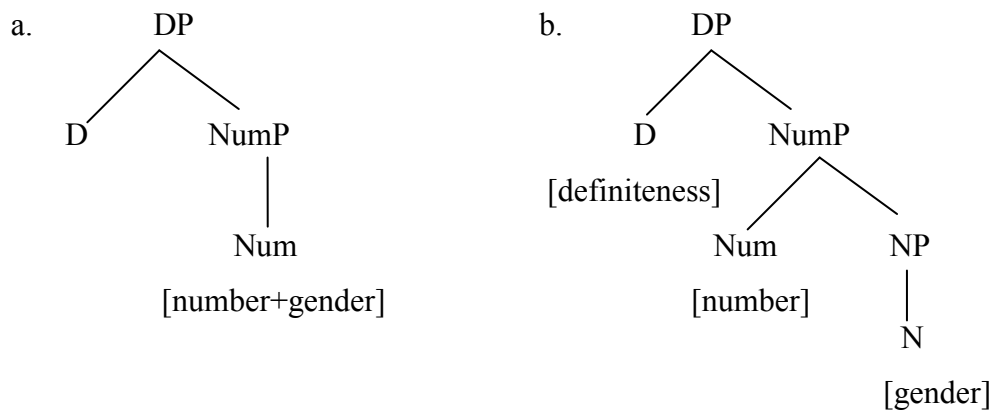 a. DP
D NumP
Num
[number+gender]
b. DP
D NumP
[definiteness]
Num NP
[number]
N
[gender]